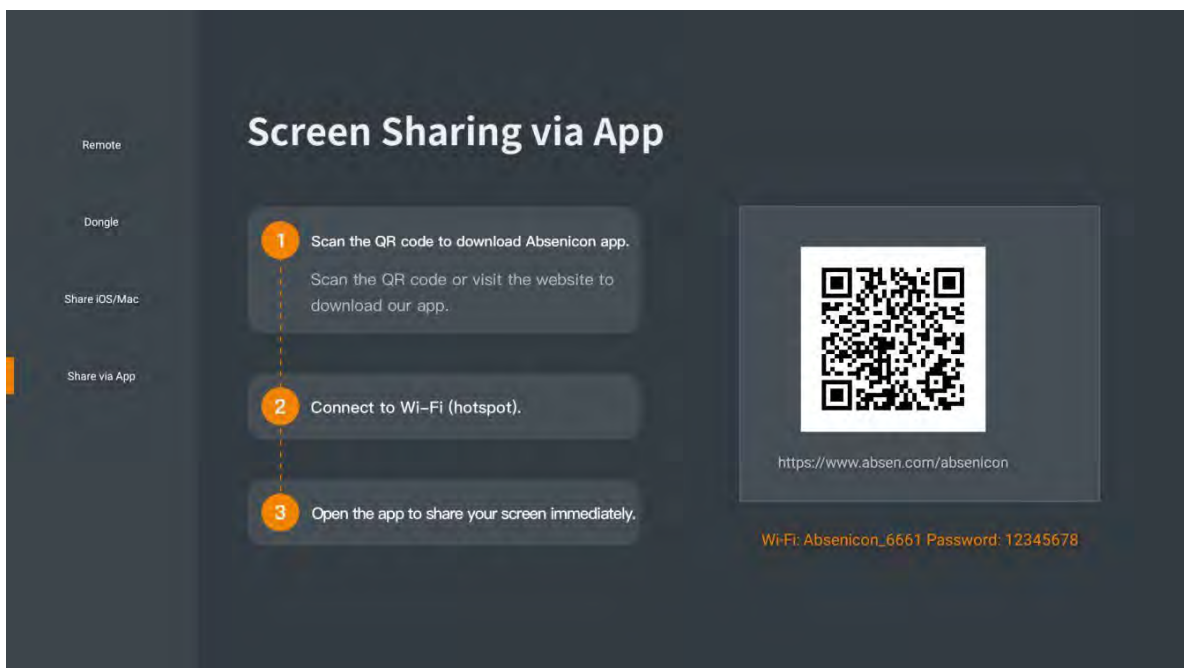 Remote
Dongle
Share iOS/Mac
Share via App
Screen Sharing via App
1
Scan the QR code to download Absenicon app.
Scan the QR code or visit the website to
download our app.
2
Connect to Wi-Fi (hotspot).
3
Open the app to share your screen immediately.
https://www.absen.com/absenicon
Wi-Fi: Absenicon_6661 Password: 12345678